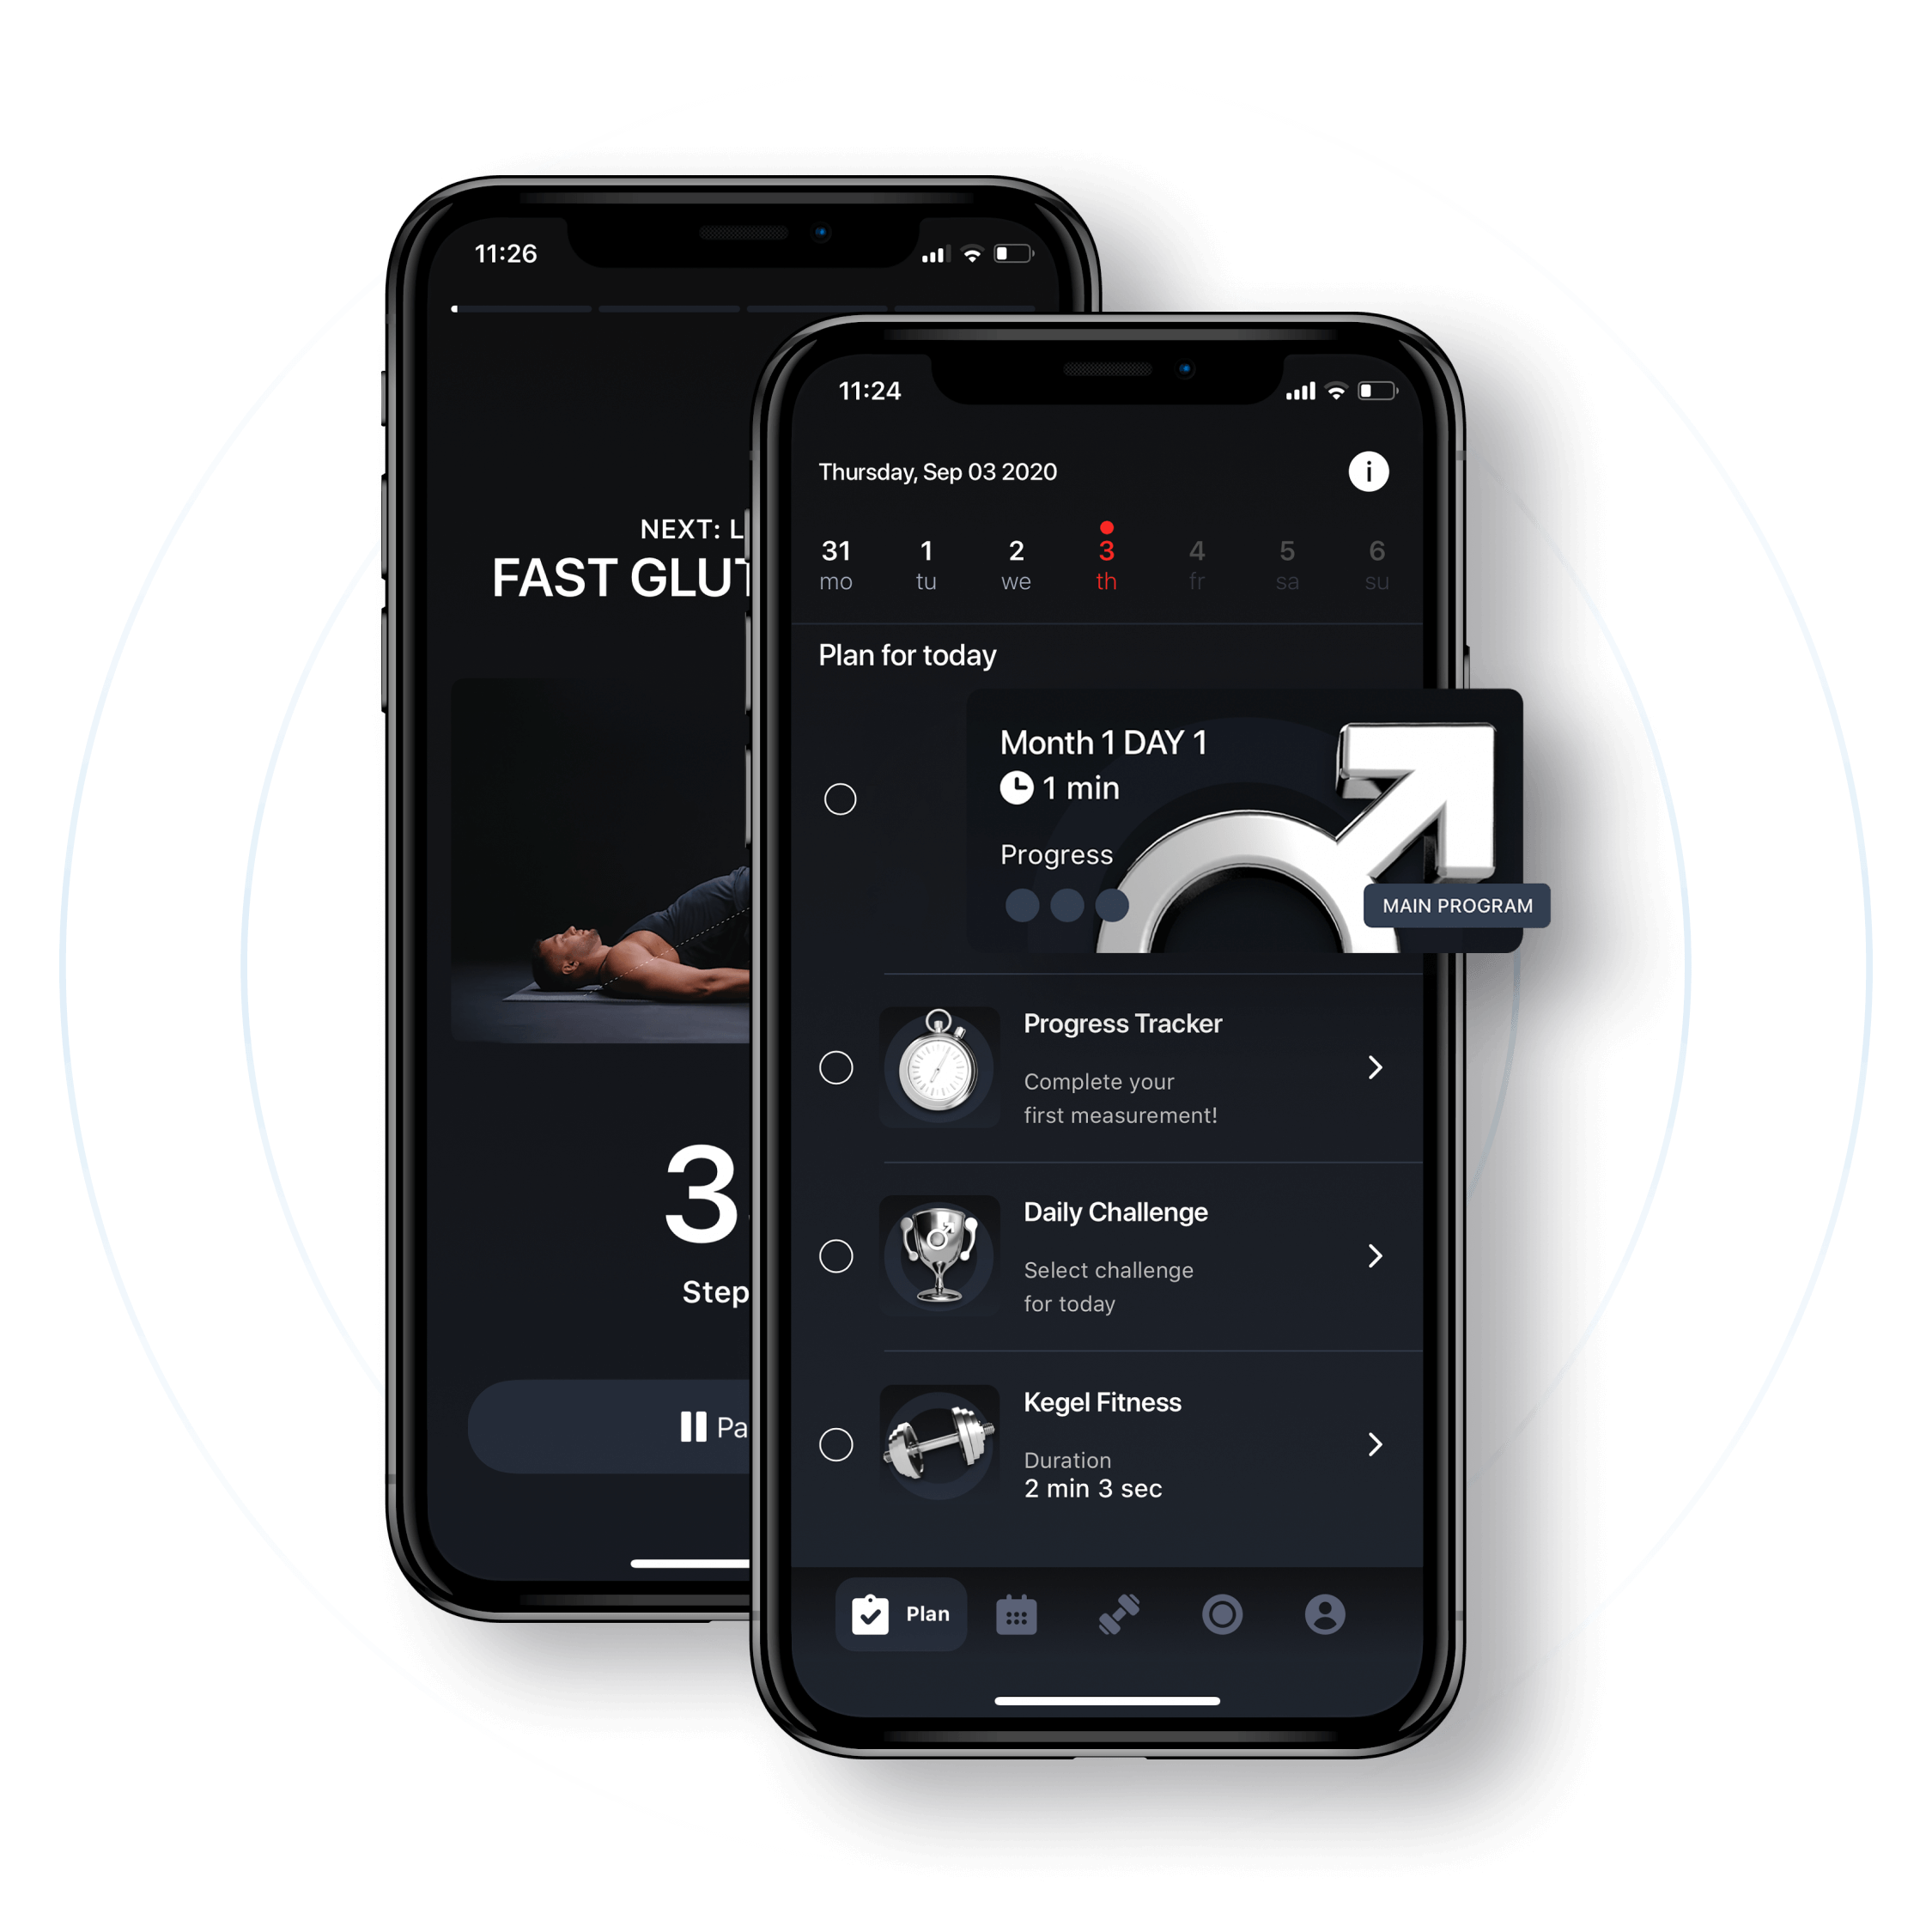 11:26
NEXT: L
FAST GLUT
3
Step
Pa
11:24
Thursday, Sep 03 2020
i
31 1 2 3 4 5 6
mo tu we th fr sa su
Plan for today
Month 1 DAY 1
1 min
Progress
MAIN PROGRAM
Progress Tracker
Complete your
first measurement!
Daily Challenge
Select challenge
for today
Kegel Fitness
Duration
2 min 3 sec
Plan